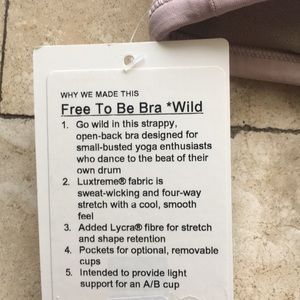 WHY WE MADE THIS
Free To Be Bra *Wild
1. Go wild in this strappy,
open-back bra designed for
small-busted yoga enthusiasts
who dance to the beat of their
own drum
2. Luxtreme® fabric is
sweat-wicking and four-way
stretch with a cool, smooth
feel
3. Added Lycra® fibre for stretch
and shape retention
4. Pockets for optional, removable
cups
5. Intended to provide light
support for an A/B cup